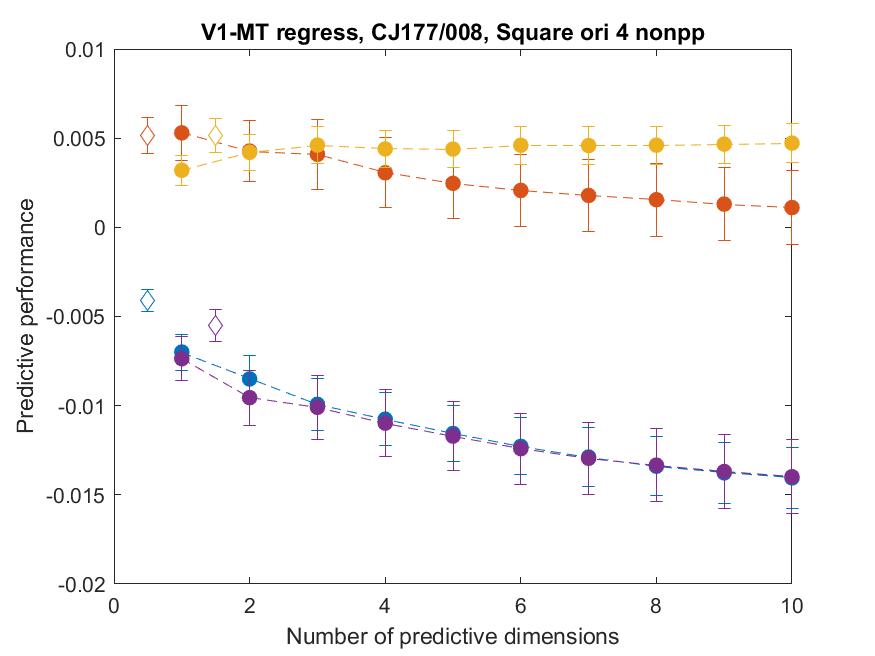 V1-MT regress, CJ177/008, Square ori 4 nonpp
0.01
0.005
0
-0.005
-0.01
-0.015
-0.02
Predictive performance
0 2 4 6 8 10
Number of predictive dimensions